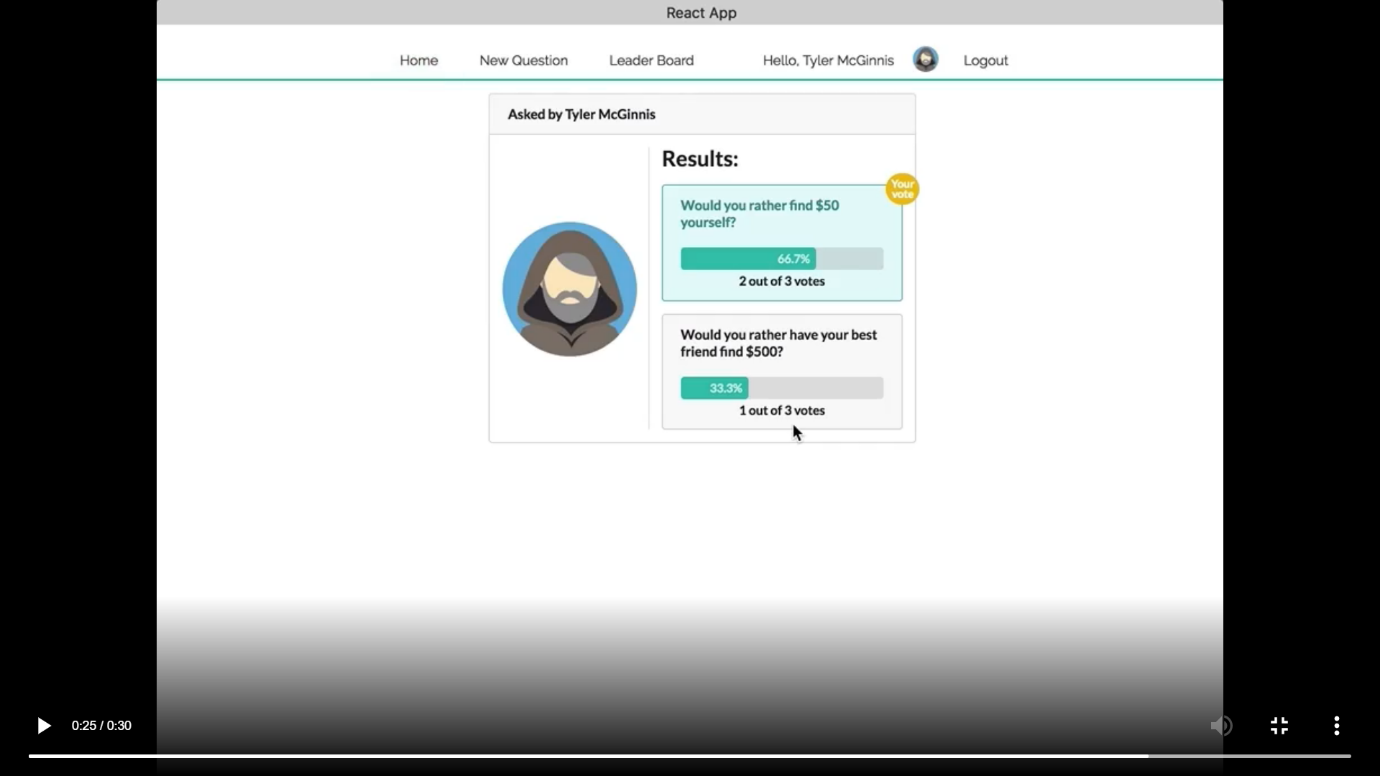 React App
Home New Question Leader Board Hello, Tyler McGinnis Logout
Asked by Tyler McGinnis
Results:
Your
vote
Would you rather find $50
yourself?
66.7%
2 out of 3 votes
Would you rather have your best
friend find $500?
33.3%
1 out of 3 votes
0:25 / 0:30